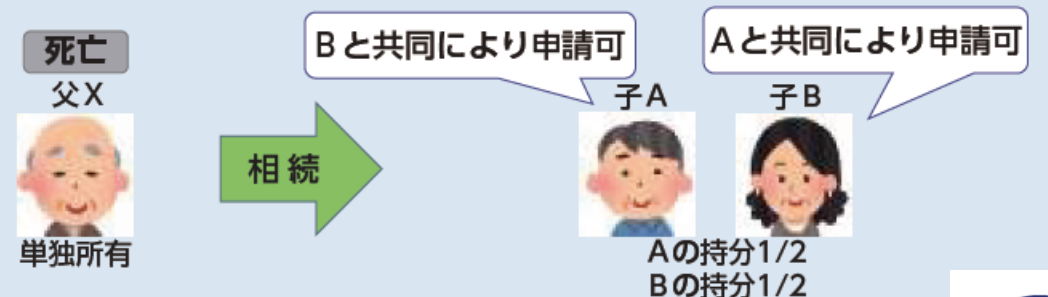 死亡
父X
単独所有
相続
Bと共同により申請可
Aと共同により申請可
子A
子B
Aの持分1/2
Bの持分1/2